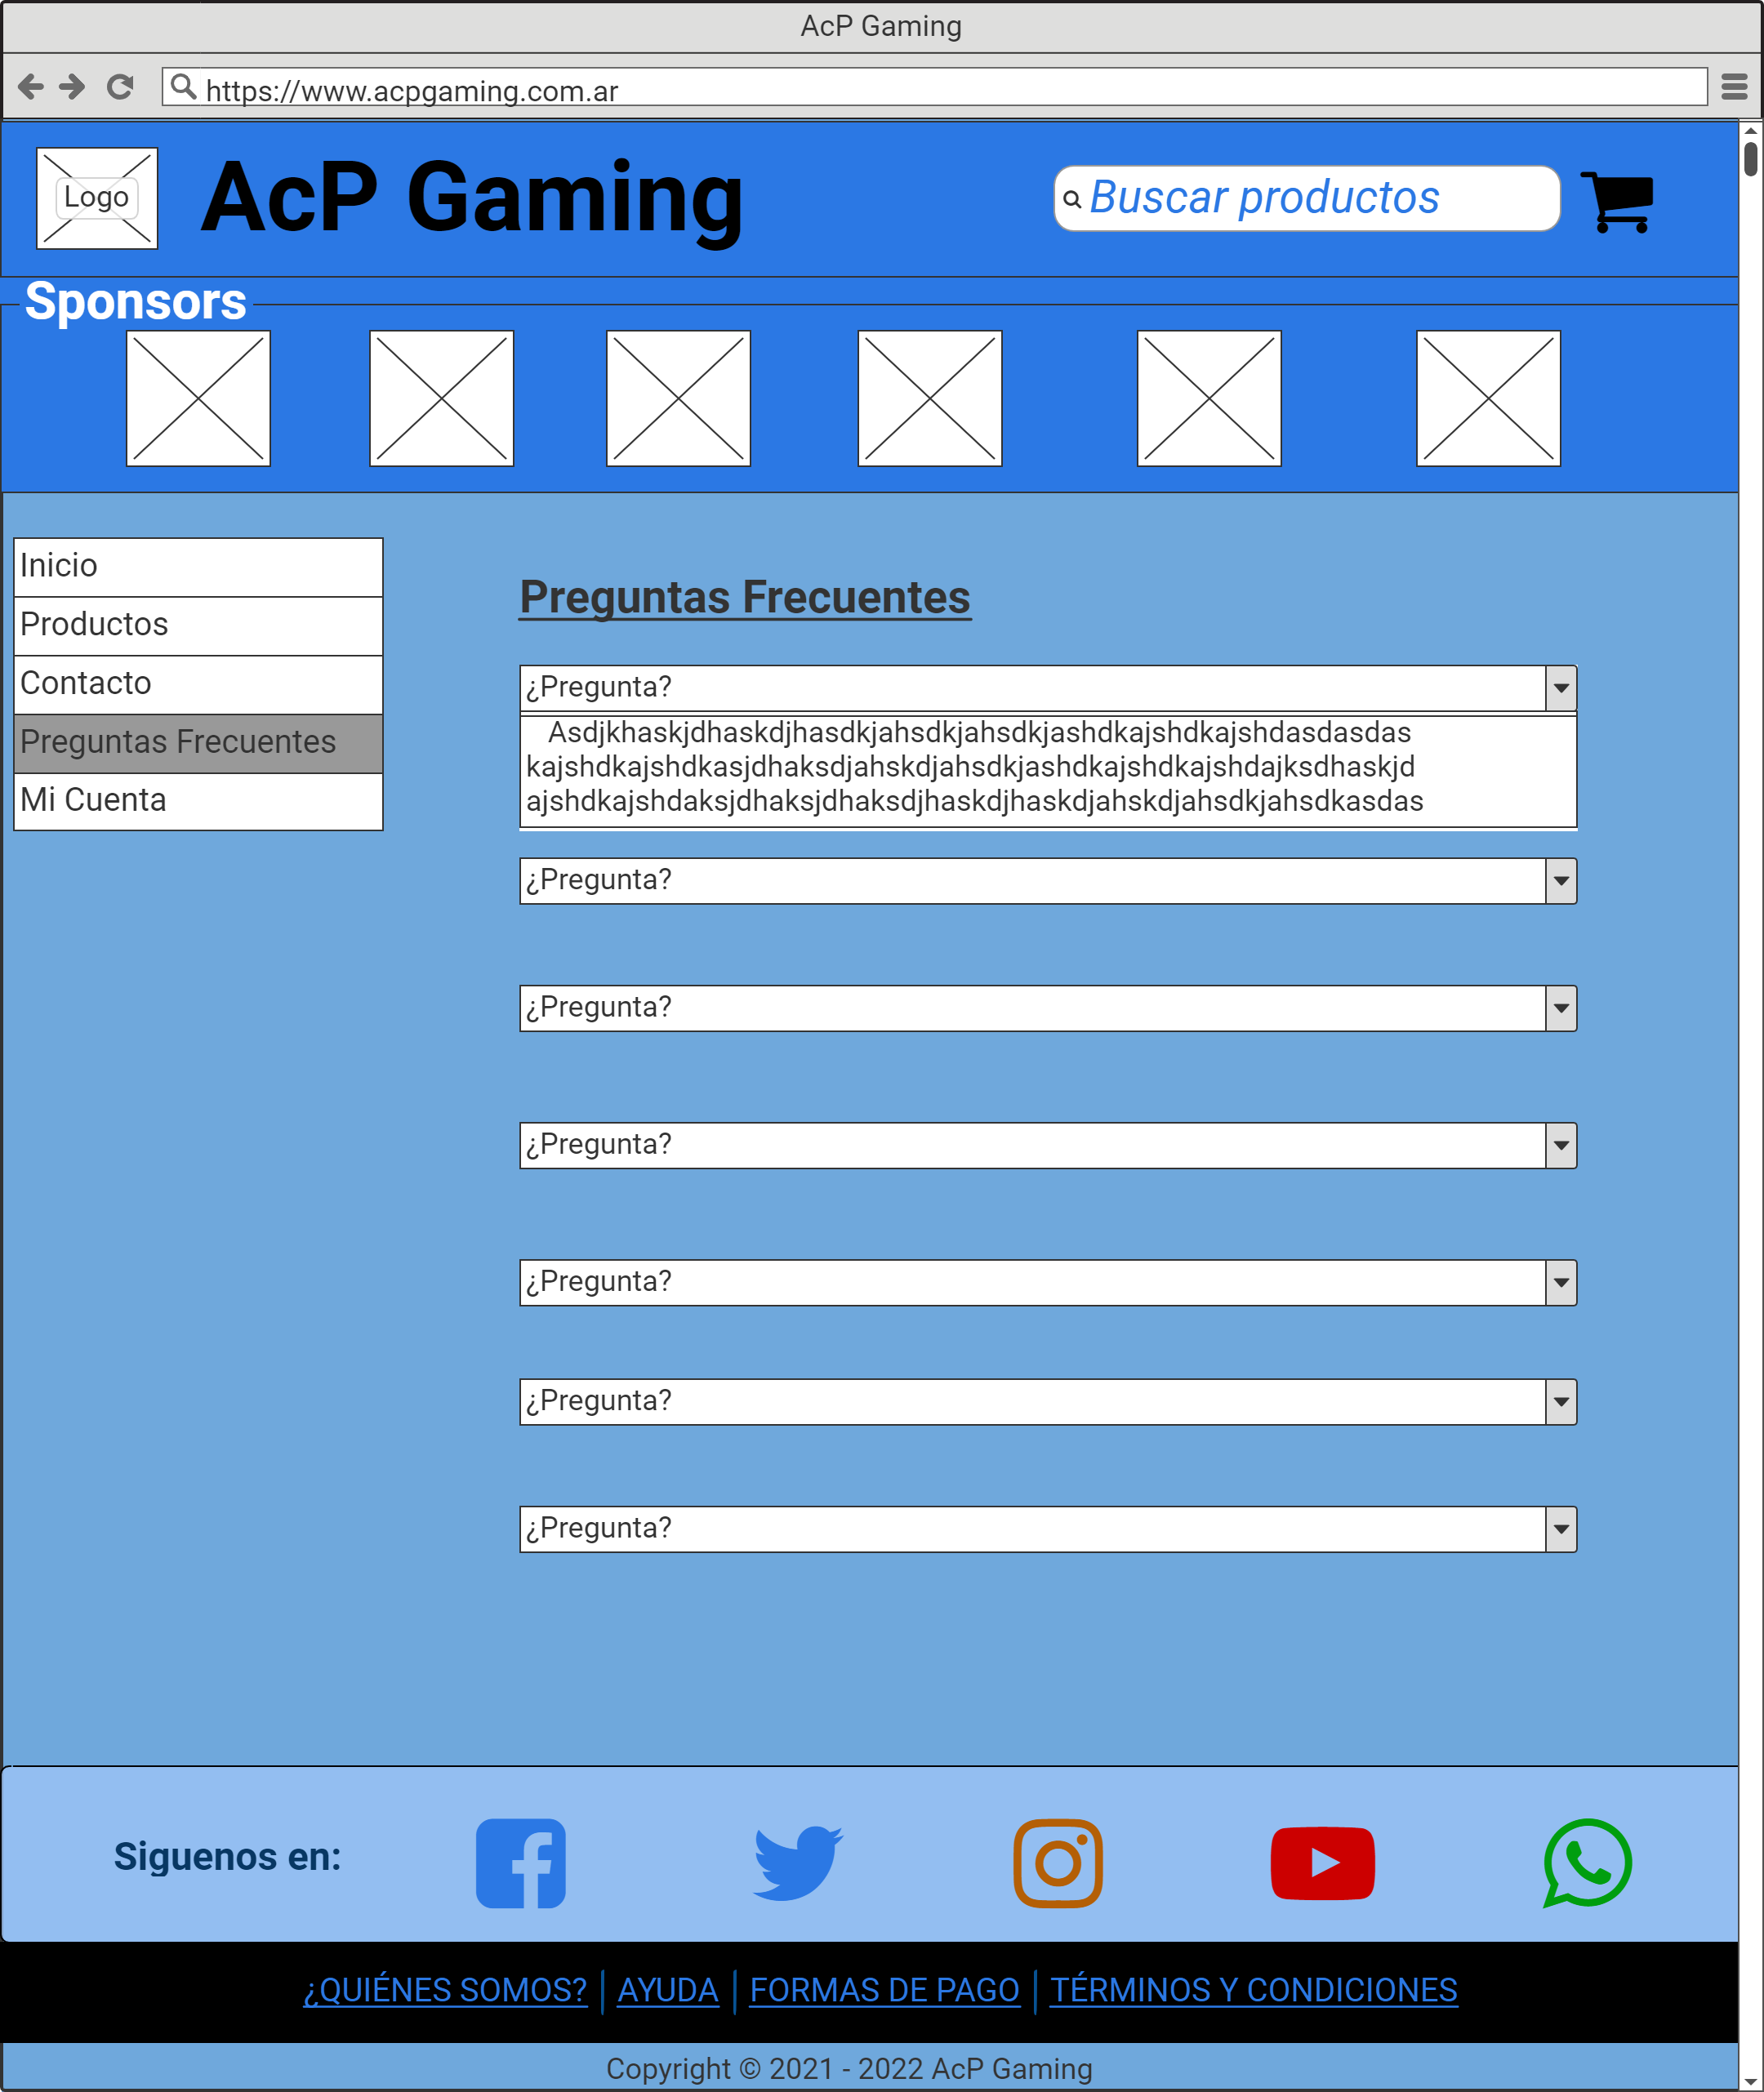 AcP Gaming
https://www.acpgaming.com.ar
Logo
AcP Gaming
Buscar productos
Sponsors
Inicio
Productos
Contacto
Preguntas Frecuentes
Mi Cuenta
Preguntas Frecuentes
¿Pregunta?
Asdjkhaskjdhaskdjhasdkjahsdkjahsdkjashdkajshdkajshdasdasdas
kajshdkajshdkasjdhaksdjahskdjahsdkjashdkajshdkajshdajksdhaskjd
ajshdkajshdaksjdhaksjdhaksdjhaskdjhaskdjahskdjahsdkjahsdkasdas
¿Pregunta?
¿Pregunta?
¿Pregunta?
¿Pregunta?
¿Pregunta?
¿Pregunta?
Siguenos en:
¿QUIÉNES SOMOS? AYUDA FORMAS DE PAGO TÉRMINOS Y CONDICIONES
Copyright © 2021 - 2022 AcP Gaming